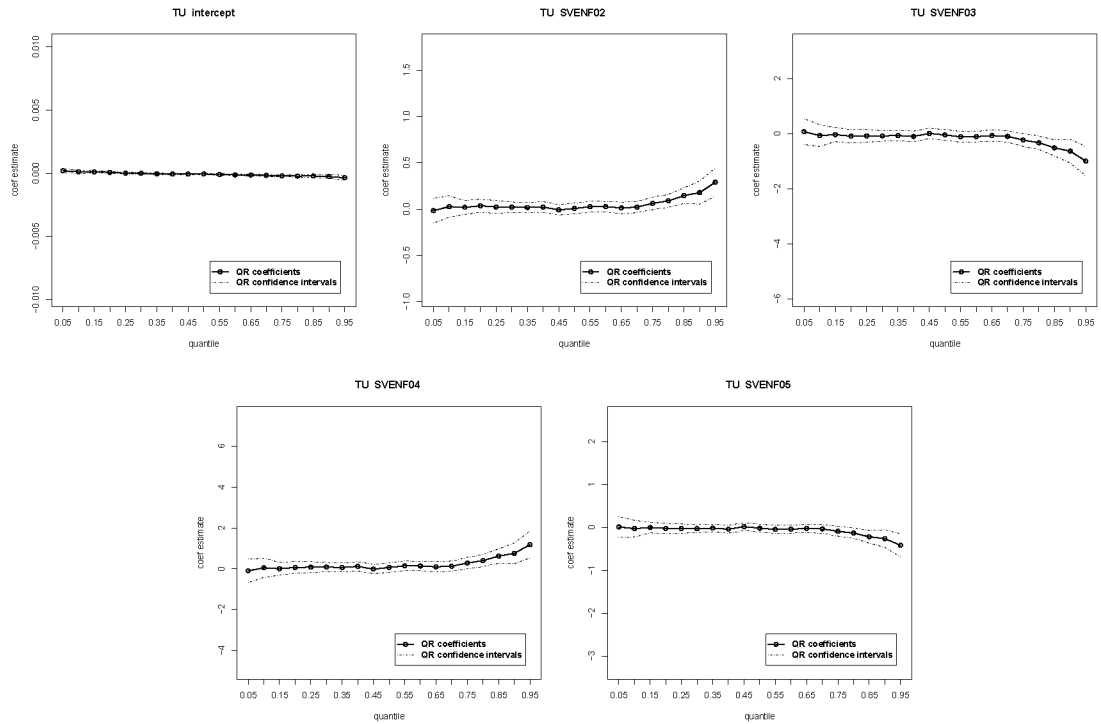 TU intercept
coef estimate
0.010
0.005
0.000
−0.005
−0.010
QR coefficients
QR confidence intervals
0.05 0.15 0.25 0.35 0.45 0.55 0.65 0.75 0.85 0.95
quantile
TU SVENF02
coef estimate
1.5
1.0
0.5
0.0
−0.5
−1.0
QR coefficients
QR confidence intervals
0.05 0.15 0.25 0.35 0.45 0.55 0.65 0.75 0.85 0.95
quantile
TU SVENF03
coef estimate
2
0
−2
−4
−6
QR coefficients
QR confidence intervals
0.05 0.15 0.25 0.35 0.45 0.55 0.65 0.75 0.85 0.95
quantile
TU SVENF04
coef estimate
6
4
2
0
−2
−4
QR coefficients
QR confidence intervals
0.05 0.15 0.25 0.35 0.45 0.55 0.65 0.75 0.85 0.95
quantile
TU SVENF05
coef estimate
2
1
0
−1
−2
−3
QR coefficients
QR confidence intervals
0.05 0.15 0.25 0.35 0.45 0.55 0.65 0.75 0.85 0.95
quantile